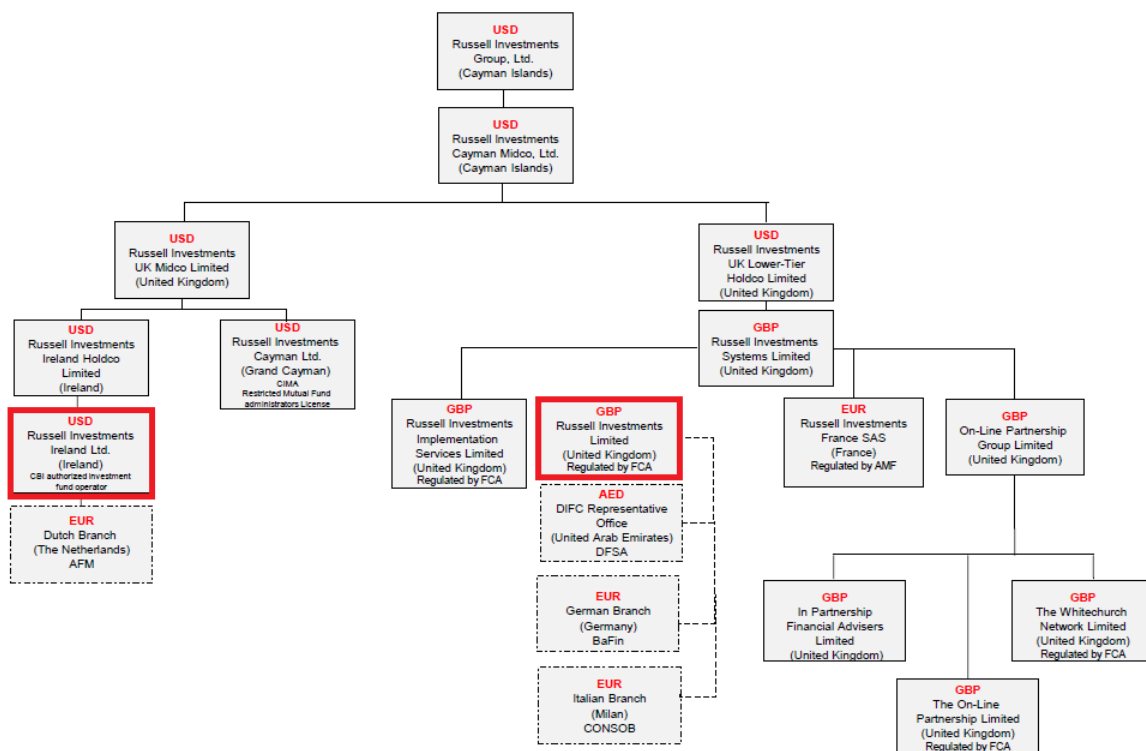 USD
Russell Investments
Group, Ltd.
(Cayman Islands)
USD
Russell Investments
Cayman Midco, Ltd.
(Cayman Islands)
USD
Russell Investments
UK Midco Limited
(United Kingdom)
USD
Russell Investments
UK Lower-Tier
Holdco Limited
(United Kingdom)
USD
Russell Investments
Ireland Holdco
Limited
(Ireland)
USD
Russell Investments
Cayman Ltd.
(Grand Cayman)
CIMA
Restricted Mutual Fund
administrators License
GBP
Russell Investments
Systems Limited
(United Kingdom)
USD
Russell Investments
Ireland Ltd.
(Ireland)
CBI authorized investment
fund operator
GBP
Russell Investments
Implementation
Services Limited
(United Kingdom)
Regulated by FCA
GBP
Russell Investments
Limited
(United Kingdom)
Regulated by FCA
EUR
Russell Investments
France SAS
(France)
Regulated by AMF
GBP
On-Line Partnership
Group Limited
(United Kingdom)
EUR
Dutch Branch
(The Netherlands)
AFM
AED
DIFC Representative
Office
(United Arab Emirates)
DFSA
EUR
German Branch
(Germany)
BaFin
EUR
Italian Branch
(Milan)
CONSOB
GBP
In Partnership
Financial Advisers
Limited
(United Kingdom)
GBP
The Whitechurch
Network Limited
(United Kingdom)
Regulated by FCA
GBP
The On-Line
Partnership Limited
(United Kingdom)
Regulated by FCA